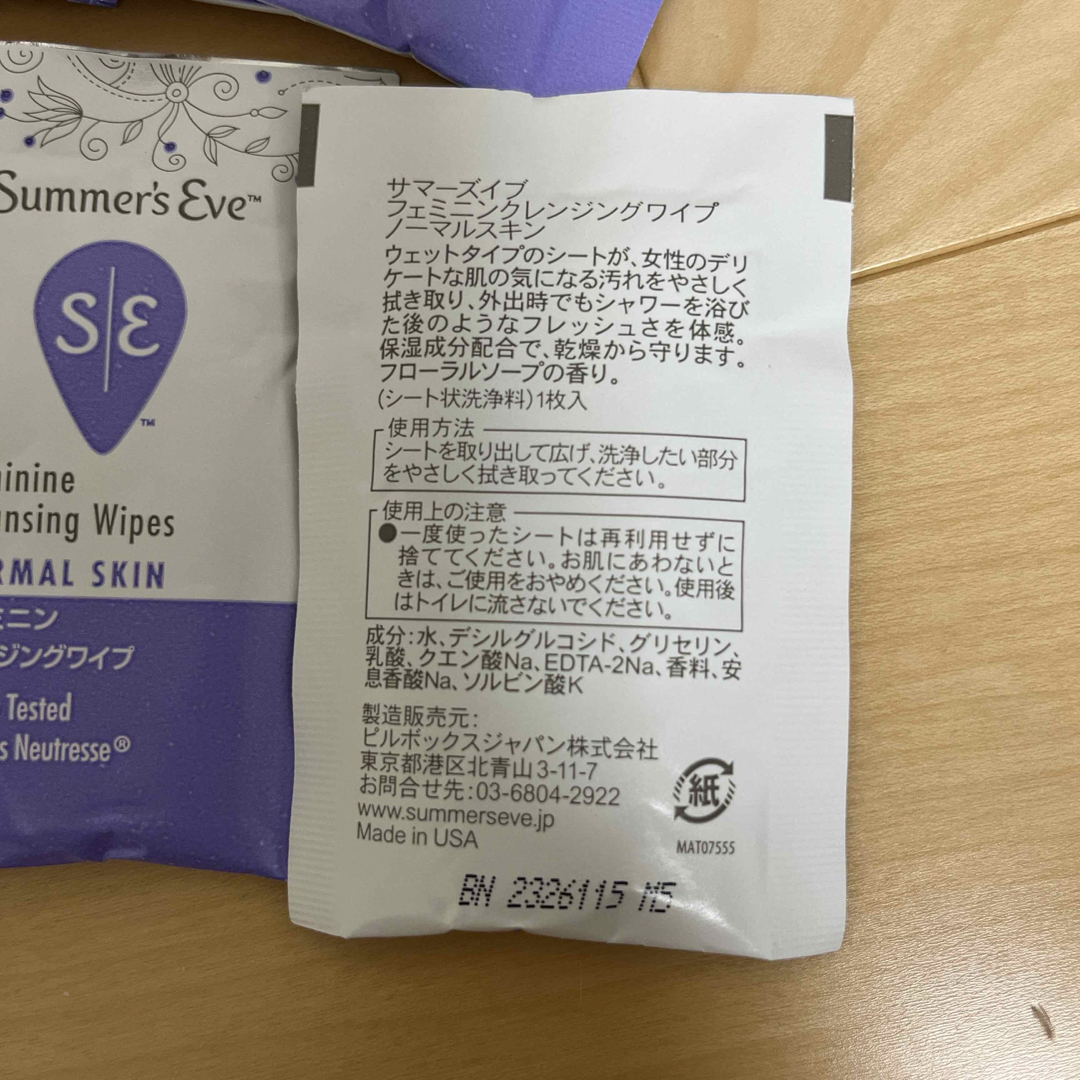 Summer's Eve™
S|E
™
inine
nsing Wipes
RMAL SKIN
ミニン
ジングワイプ
Tested
s Neutresse®
サマーズイブ
フェミニンクレンジングワイプ
ノーマルスキン
ウェットタイプのシートが、女性のデリ
ケートな肌の気になる汚れをやさしく
拭き取り、外出時でもシャワーを浴び
た後のようなフレッシュさを体感。
保湿成分配合で、乾燥から守ります。
フローラルソープの香り。
(シート状洗浄料)1枚入
使用方法
シートを取り出して広げ、洗浄したい部分
をやさしく拭き取ってください。
使用上の注意
●一度使ったシートは再利用せずに
捨ててください。お肌にあわないと
きは、ご使用をおやめください。使用後
はトイレに流さないでください。
成分:水、デシルグルコシド、グリセリン、
乳酸、クエン酸Na、EDTA-2Na、香料、安
息香酸Na、ソルビン酸K
製造販売元:
ピルボックスジャパン株式会社
東京都港区北青山3-11-7
お問合せ先:03-6804-2922
www.summerseve.jp
Made in USA
紙
MAT07555
BN 2326115 M5